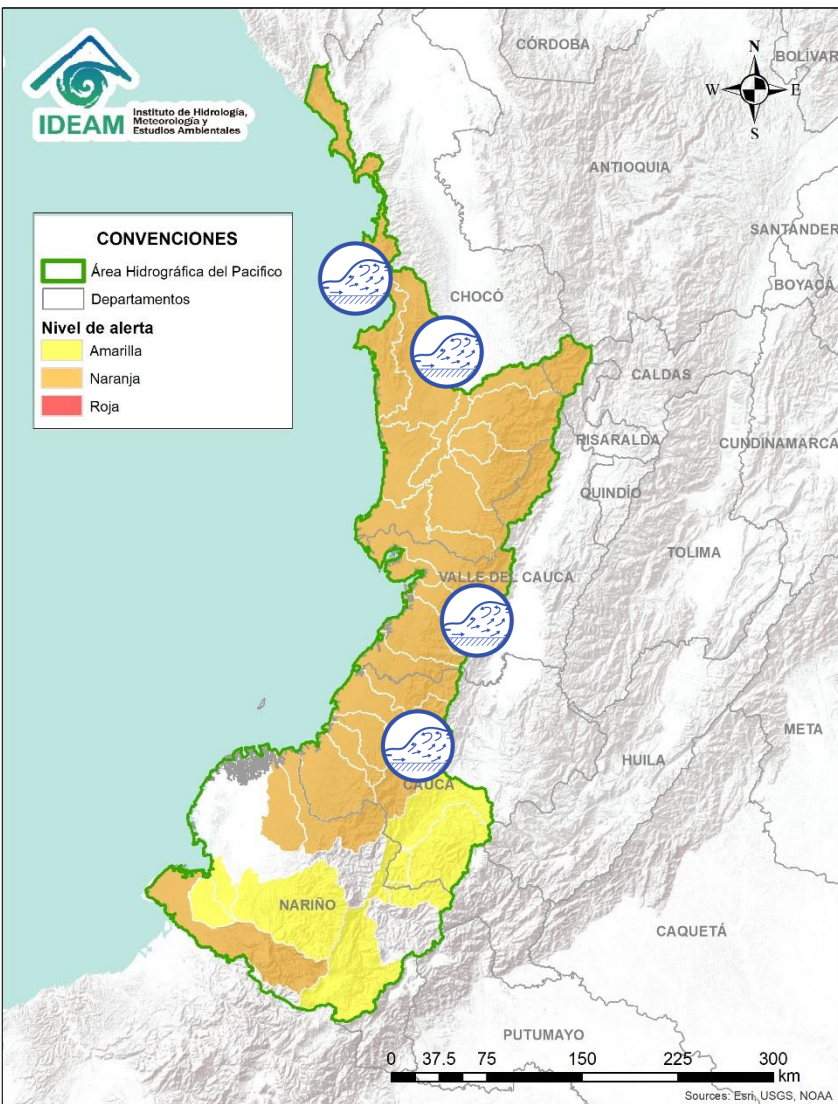 IDEAM
Instituto de Hidrología,
Meteorología y
Estudios Ambientales
N
W
E
S
CÓRDOBA
BOLÍVAR
ANTIOQUIA
SANTANDER
BOYACÁ
CHOCÓ
CALDAS
RISARALDA
CUNDINAMARCA
QUINDÍO
TOLIMA
VALLE DEL CAUCA
META
HUILA
CAUCA
NARIÑO
CAQUETÁ
PUTUMAYO
CONVENCIONES
Área Hidrográfica del Pacifico
Departamentos
Nivel de alerta
Amarilla
Naranja
Roja
0 37.5 75 150 225 300
km
Sources: Esri, USGS, NOAA